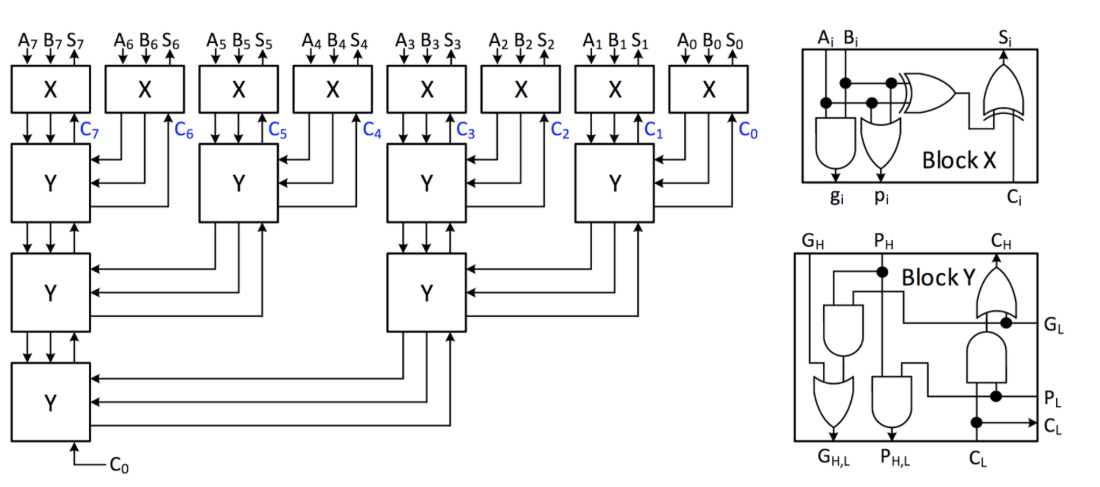 A7 B7 S7 A6 B6 S6 A5 B5 S5 A4 B4 S4 A3 B3 S3 A2 B2 S2 A1 B1 S1 A0 B0 S0
X X X X X X X X
C7 C6 C5 C4 C3 C2 C1 C0
Y Y Y Y
Y Y
Y
C0
Ai Bi Si
Block X
gi pi Ci
GH PH CH
Block Y
GL
PL
CL
GH,L PH,L CL